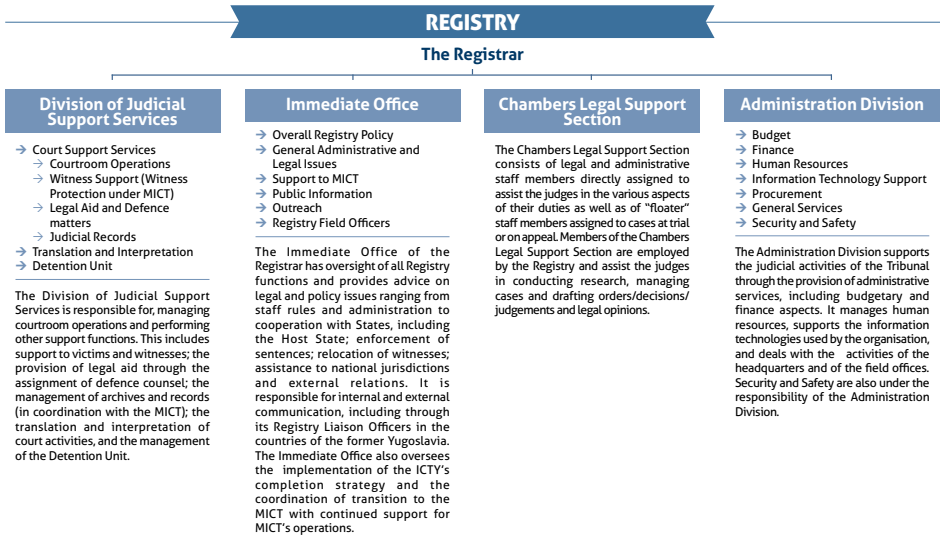 REGISTRY
The Registrar
Division of Judicial
Support Services
→ Court Support Services
→ Courtroom Operations
→ Witness Support (Witness
Protection under MICT)
→ Legal Aid and Defence
matters
→ Judicial Records
→ Translation and Interpretation
→ Detention Unit
The Division of Judicial Support
Services is responsible for, managing
courtroom operations and performing
other support functions. This includes
support to victims and witnesses; the
provision of legal aid through the
assignment of defence counsel; the
management of archives and records
(in coordination with the MICT); the
translation and interpretation of
court activities, and the management
of the Detention Unit.
Immediate Office
→ Overall Registry Policy
→ General Administrative and
Legal Issues
→ Support to MICT
→ Public Information
→ Outreach
→ Registry Field Officers
The Immediate Office of the
Registrar has oversight of all Registry
functions and provides advice on
legal and policy issues ranging from
staff rules and administration to
cooperation with States, including
the Host State; enforcement of
sentences; relocation of witnesses;
assistance to national jurisdictions
and external relations. It is
responsible for internal and external
communication, including through
its Registry Liaison Officers in the
countries of the former Yugoslavia.
The Immediate Office also oversees
the implementation of the ICTY's
completion strategy and the
coordination of transition to the
MICT with continued support for
MICT's operations.
Chambers Legal Support
Section
The Chambers Legal Support Section
consists of legal and administrative
staff members directly assigned to
assist the judges in the various aspects
of their duties as well as of "floater"
staff members assigned to cases at trial
or on appeal. Members of the Chambers
Legal Support Section are employed
by the Registry and assist the judges
in conducting research, managing
cases and drafting orders/decisions/
judgements and legal opinions.
Administration Division
→ Budget
→ Finance
→ Human Resources
→ Information Technology Support
→ Procurement
→ General Services
→ Security and Safety
The Administration Division supports
the judicial activities of the Tribunal
through the provision of administrative
services, including budgetary and
finance aspects. It manages human
resources, supports the information
technologies used by the organisation,
and deals with the activities of the
headquarters and of the field offices.
Security and Safety are also under the
responsibility of the Administration
Division.